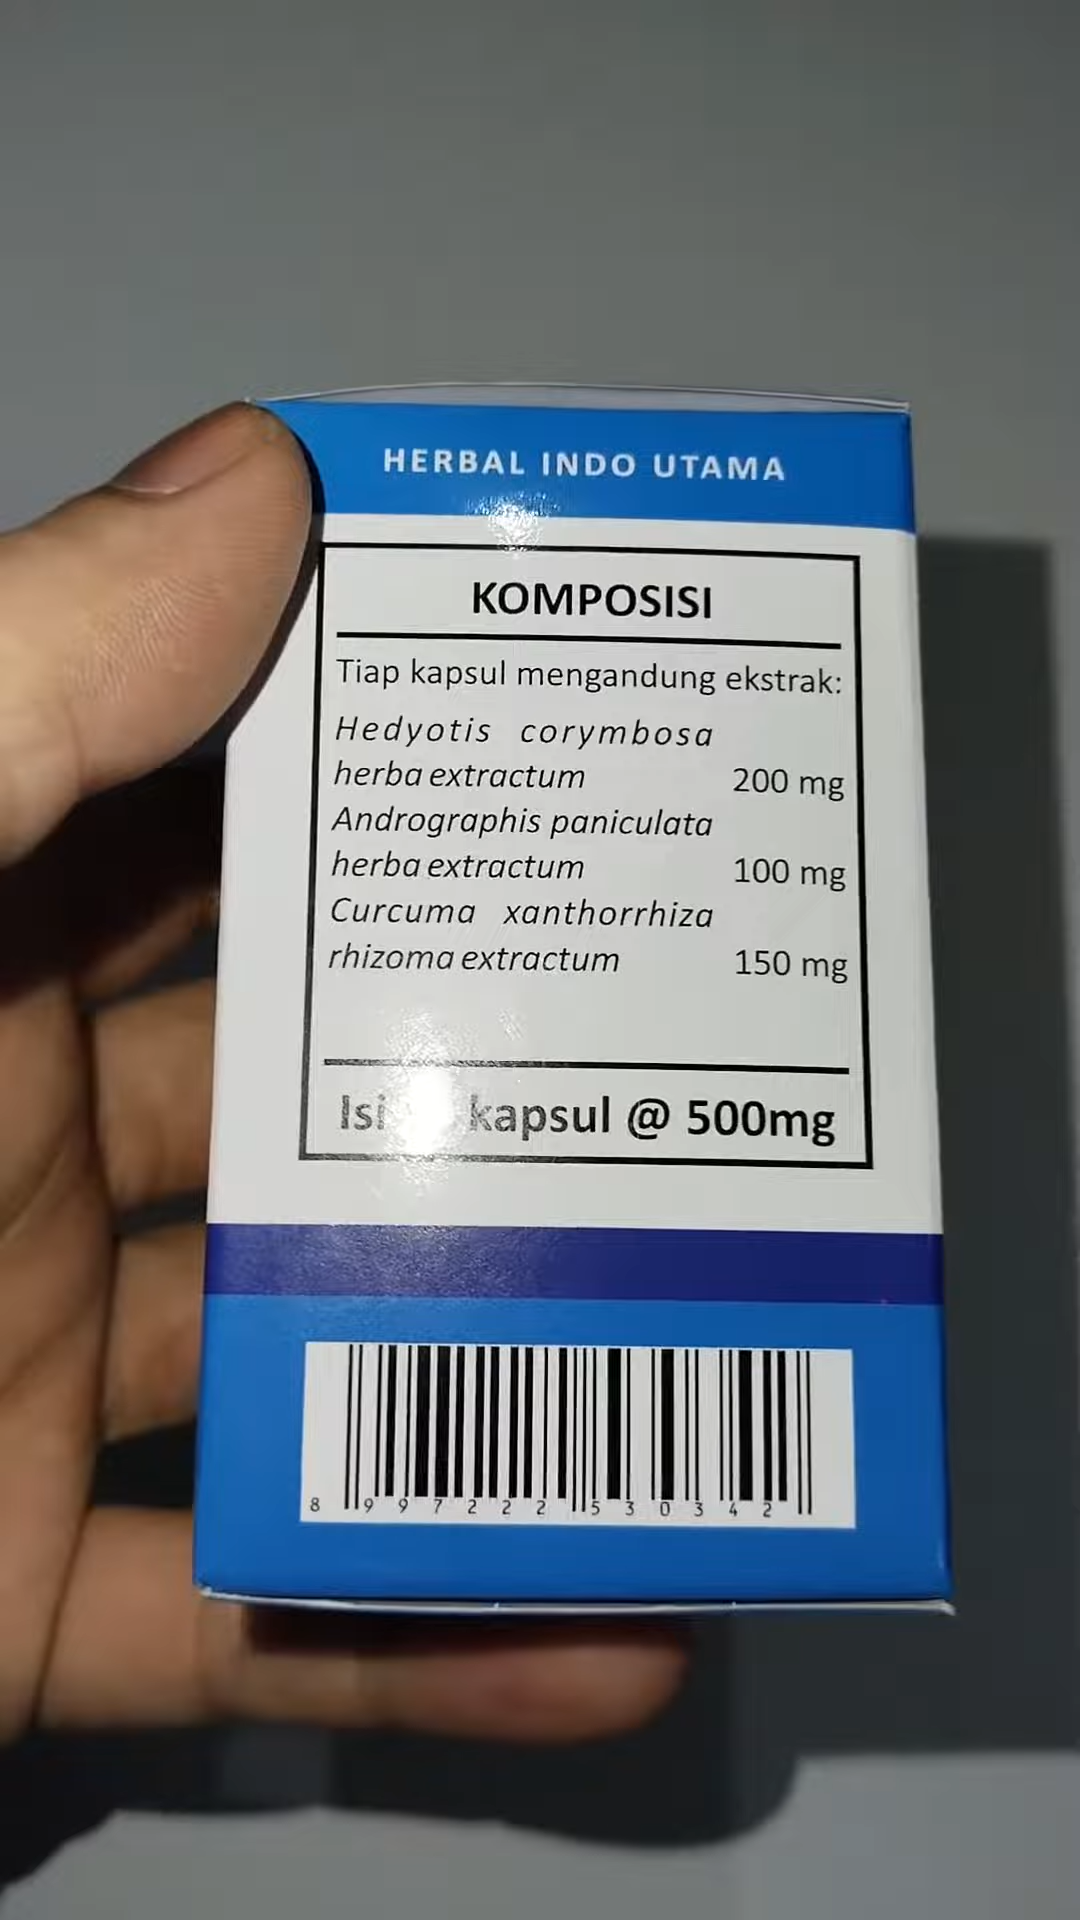 HERBAL INDO UTAMA
KOMPOSISI
Tiap kapsul mengandung ekstrak:
Hedyotis corymbosa
herba extractum 200 mg
Andrographis paniculata
herba extractum 100 mg
Curcuma xanthorrhiza
rhizoma extractum 150 mg
Isi kapsul @ 500mg
8 997222 530342